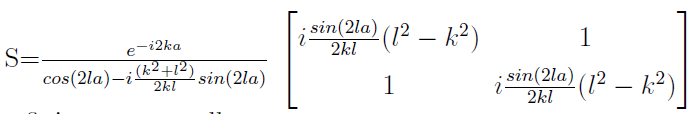 S= \frac{e^{-i2ka}}{cos(2la)-i\frac{(k^2+l^2)}{2kl}sin(2la)} \begin{bmatrix} i\frac{sin(2la)}{2kl}(l^2-k^2) & 1 \\ 1 & i\frac{sin(2la)}{2kl}(l^2-k^2) \end{bmatrix}